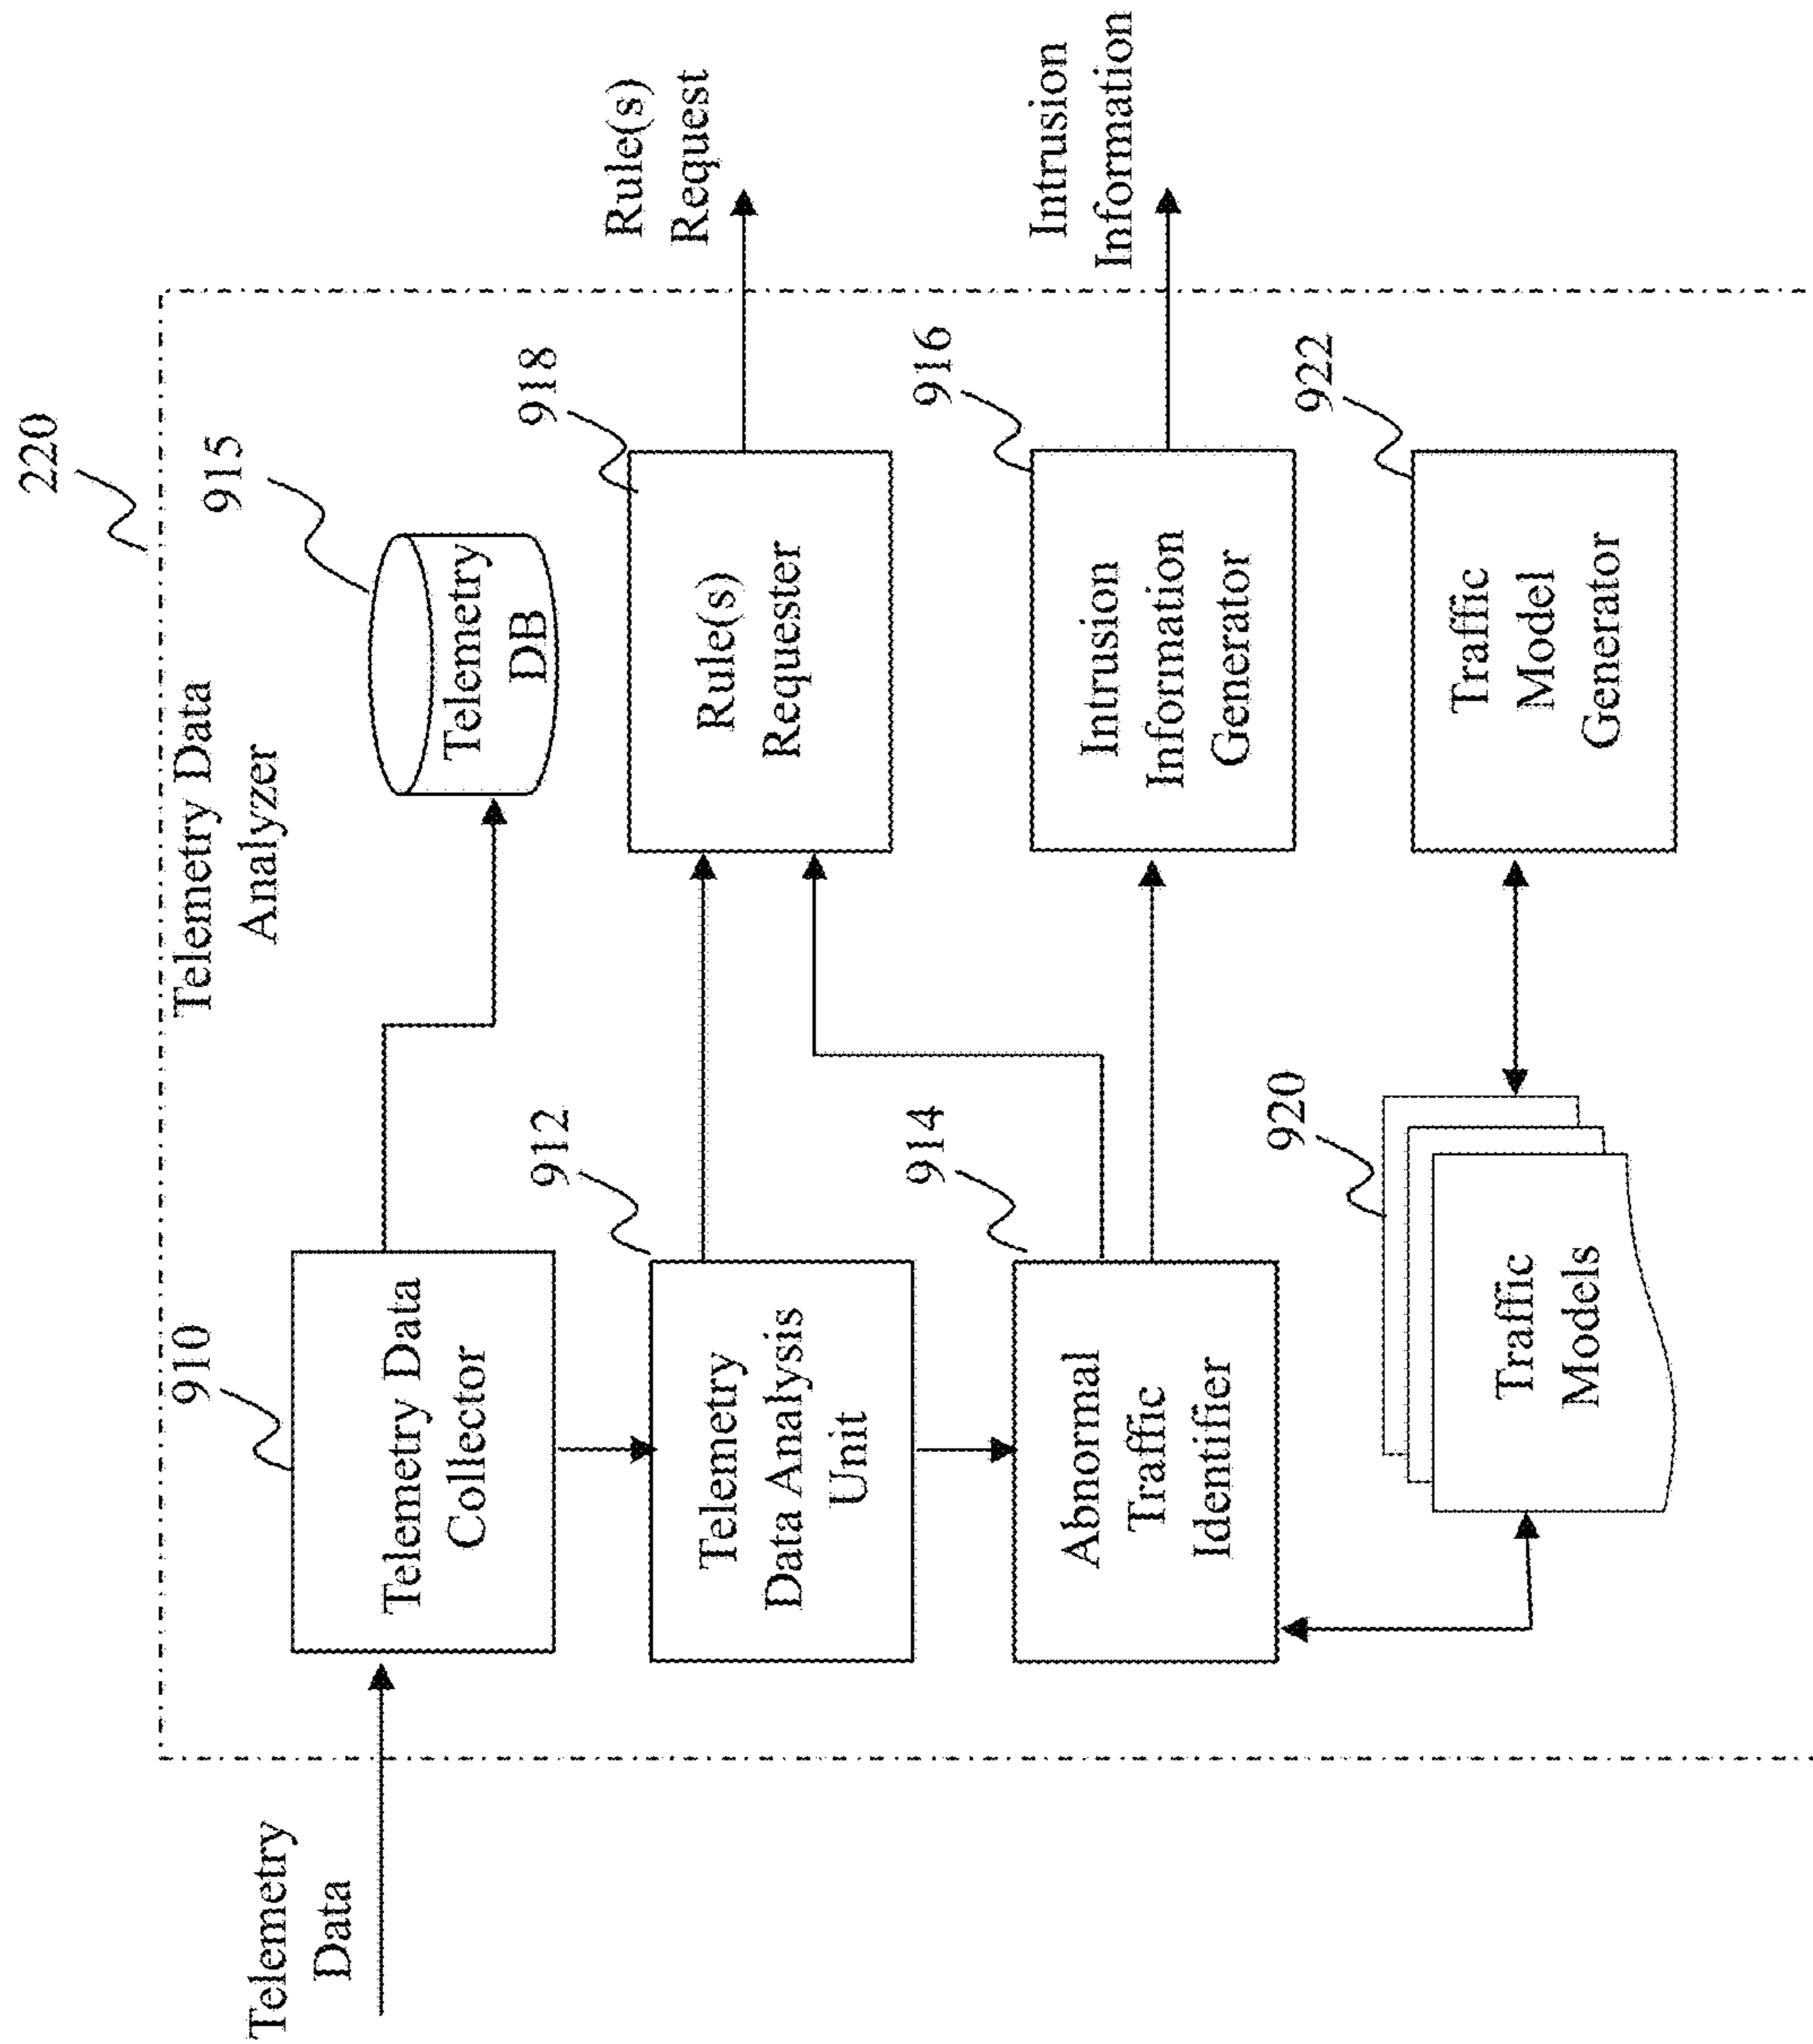 220
Telemetry Data
Analyzer
Telemetry
Data
910
Telemetry Data
Collector
915
Telemetry
DB
912
Telemetry
Data Analysis
Unit
918
Rule(s)
Requester
Rule(s)
Request
914
Abnormal
Traffic
Identifier
916
Intrusion
Information
Generator
Intrusion
Information
920
Traffic
Models
922
Traffic
Model
Generator